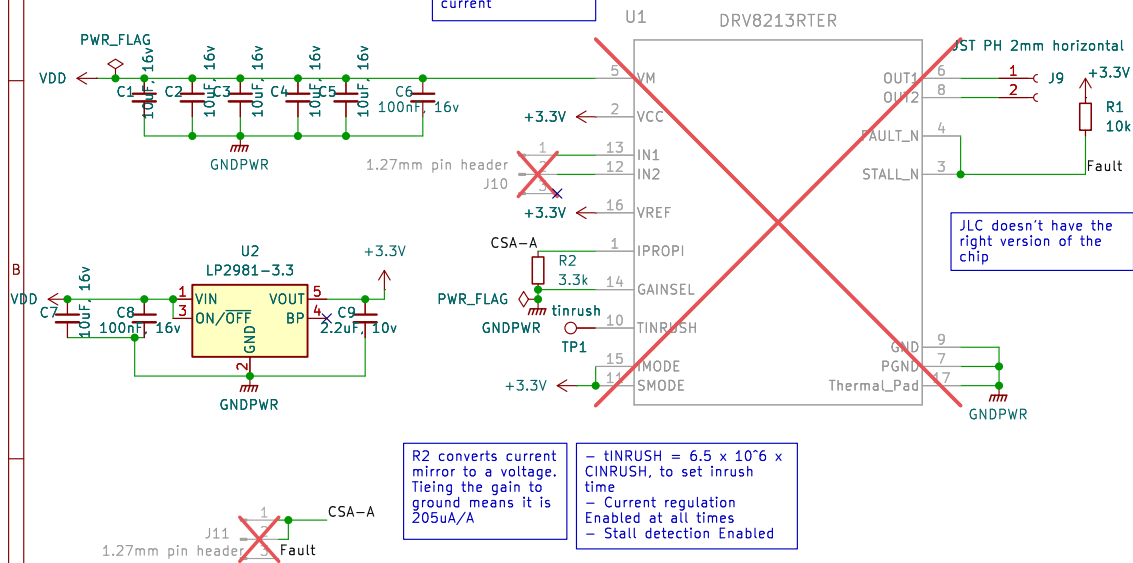 current
U1
DRV8213RTER
JST PH 2mm horizontal
PWR_FLAG
VDD
C1
10uF, 16v
C2
10uF, 16v
C3
10uF, 16v
C4
10uF, 16v
C5
10uF, 16v
C6
100nF, 16v
GNDPWR
5
VM
+3.3V
2
VCC
1.27mm pin header
J10
1
2
3
13
IN1
12
IN2
+3.3V
16
VREF
CSA-A
1
IPROPI
R2
3.3k
14
GAINSEL
PWR_FLAG
GNDPWR
tinrush
TP1
10
TINRUSH
15
IMODE
+3.3V
11
SMODE
OUT1
6
1
J9
OUT2
8
2
+3.3V
R1
10k
FAULT_N
4
STALL_N
3
Fault
JLC doesn't have the
right version of the
chip
GND
9
PGND
7
Thermal_Pad
17
GNDPWR
B
U2
LP2981-3.3
+3.3V
VDD
C7
10uF, 16v
C8
100nF, 16v
1
VIN
3
ON/OFF
VOUT
5
BP
4
GND
2
C9
2.2uF, 10v
GNDPWR
R2 converts current
mirror to a voltage.
Tieing the gain to
ground means it is
205uA/A
- tINRUSH = 6.5 x 10^6 x
CINRUSH, to set inrush
time
- Current regulation
Enabled at all times
- Stall detection Enabled
J11
1.27mm pin header
1
2
3
CSA-A
Fault